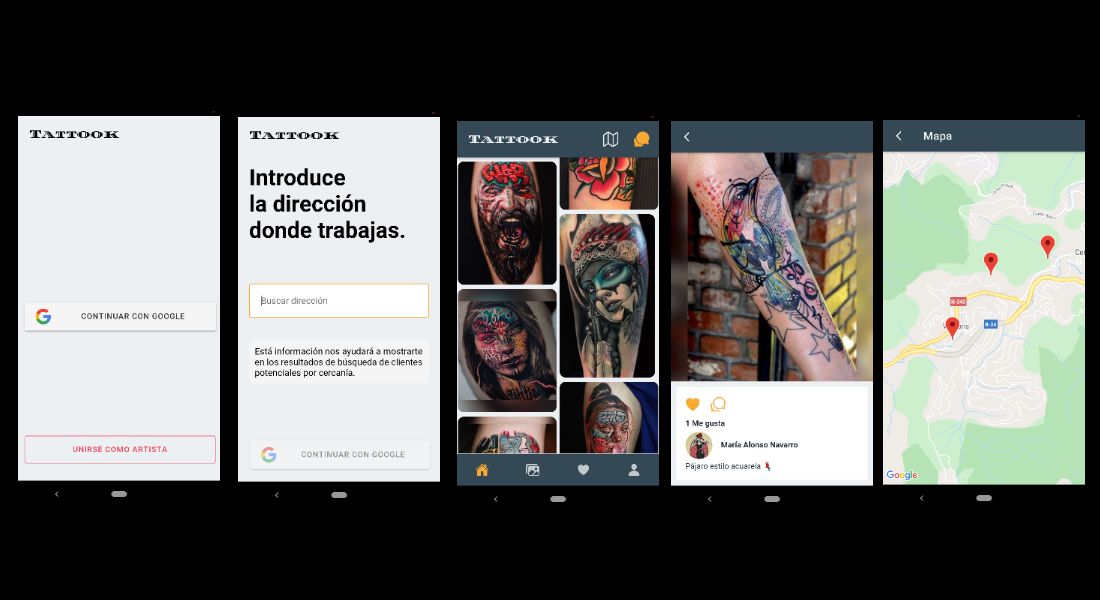 TATTOOK
CONTINUAR CON GOOGLE
UNIRSE COMO ARTISTA
TATTOOK
Introduce
la dirección
donde trabajas.
Buscar dirección
Está información nos ayudará a mostrarte
en los resultados de búsqueda de clientes
potenciales por cercanía.
CONTINUAR CON GOOGLE
TATTOOK
1 Me gusta
María Alonso Navarro
Pájaro estilo acuarela
Mapa
N-340
Google